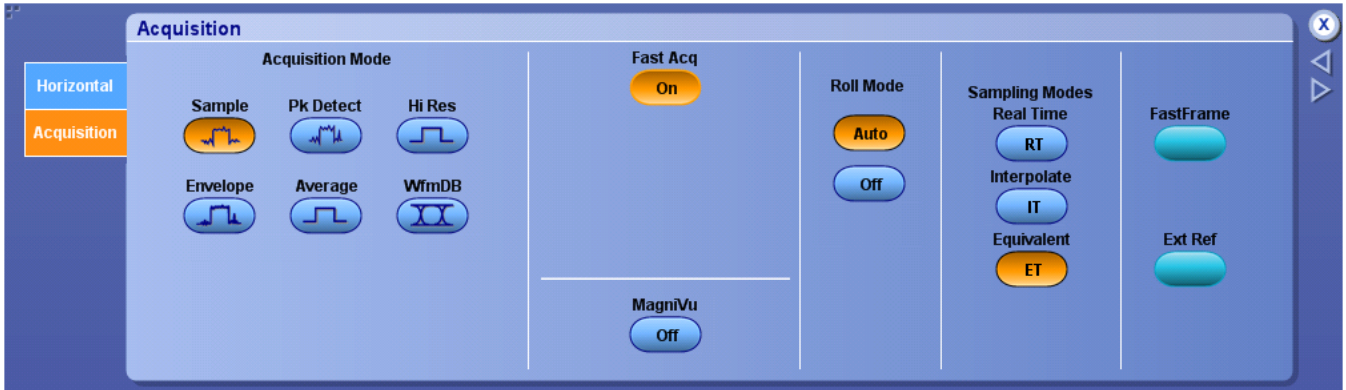 Acquisition
Horizontal
Acquisition
Acquisition Mode
Sample
Pk Detect
Hi Res
Envelope
Average
WfmDB
Fast Acq
On
MagniVu
Off
Roll Mode
Auto
Off
Sampling Modes
Real Time
RT
Interpolate
IT
Equivalent
ET
FastFrame
Ext Ref
X